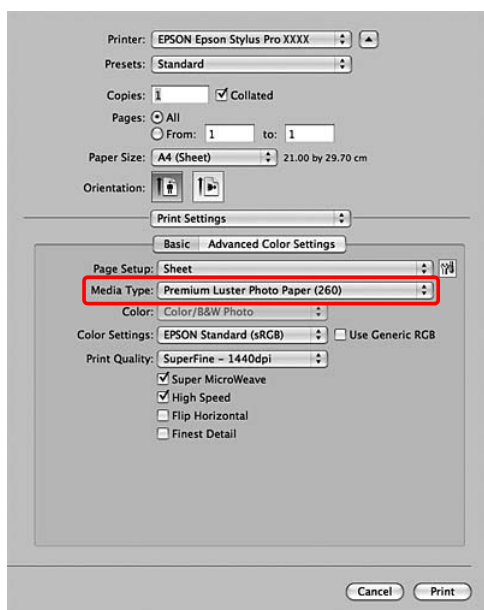 Printer: EPSON Epson Stylus Pro XXXX
Presets: Standard
Copies: 1 Collated
Pages: All
From: 1 to: 1
Paper Size: A4 (Sheet) 21.00 by 29.70 cm
Orientation:
Print Settings
Basic Advanced Color Settings
Page Setup: Sheet
Media Type: Premium Luster Photo Paper (260)
Color: Color/B&W Photo
Color Settings: EPSON Standard (sRGB) Use Generic RGB
Print Quality: SuperFine – 1440dpi
Super MicroWeave
High Speed
Flip Horizontal
Finest Detail
Cancel Print